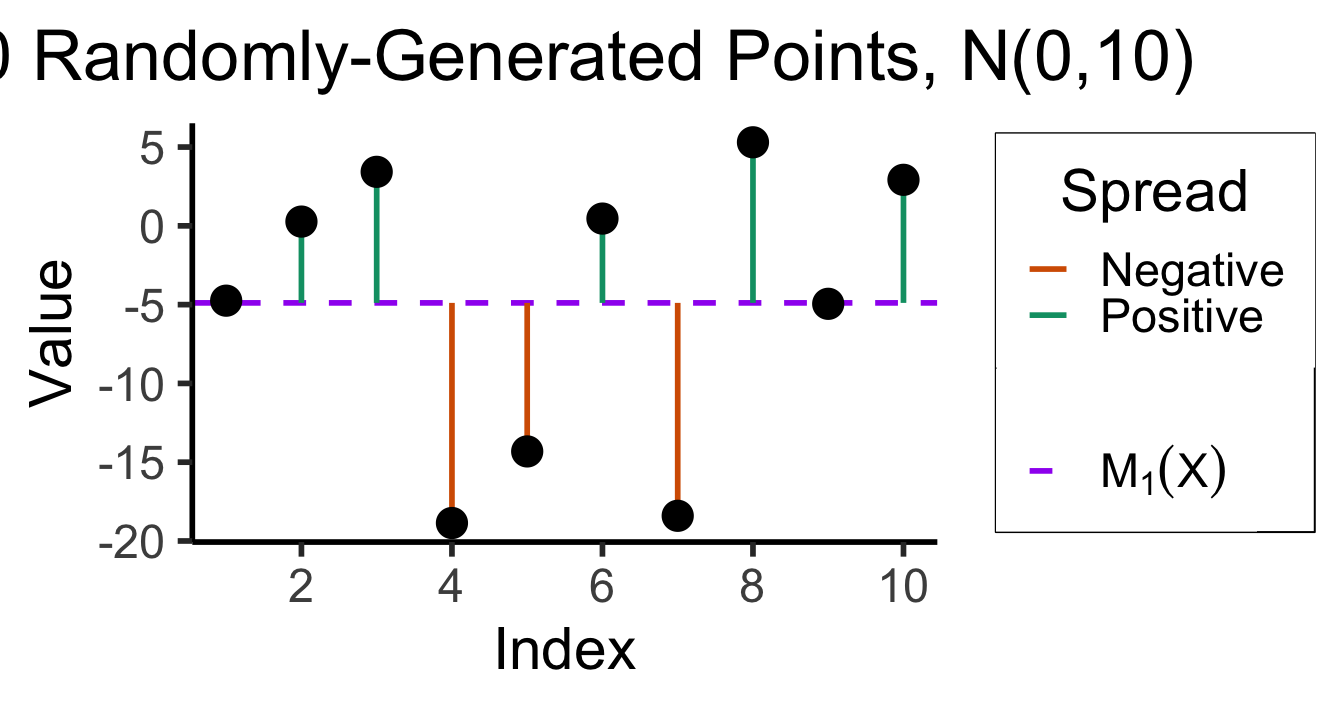 0 Randomly-Generated Points, N(0,10)
5
0
-5
-10
-15
-20
Value
2 4 6 8 10
Index
Spread
Negative
Positive
M₁(X)